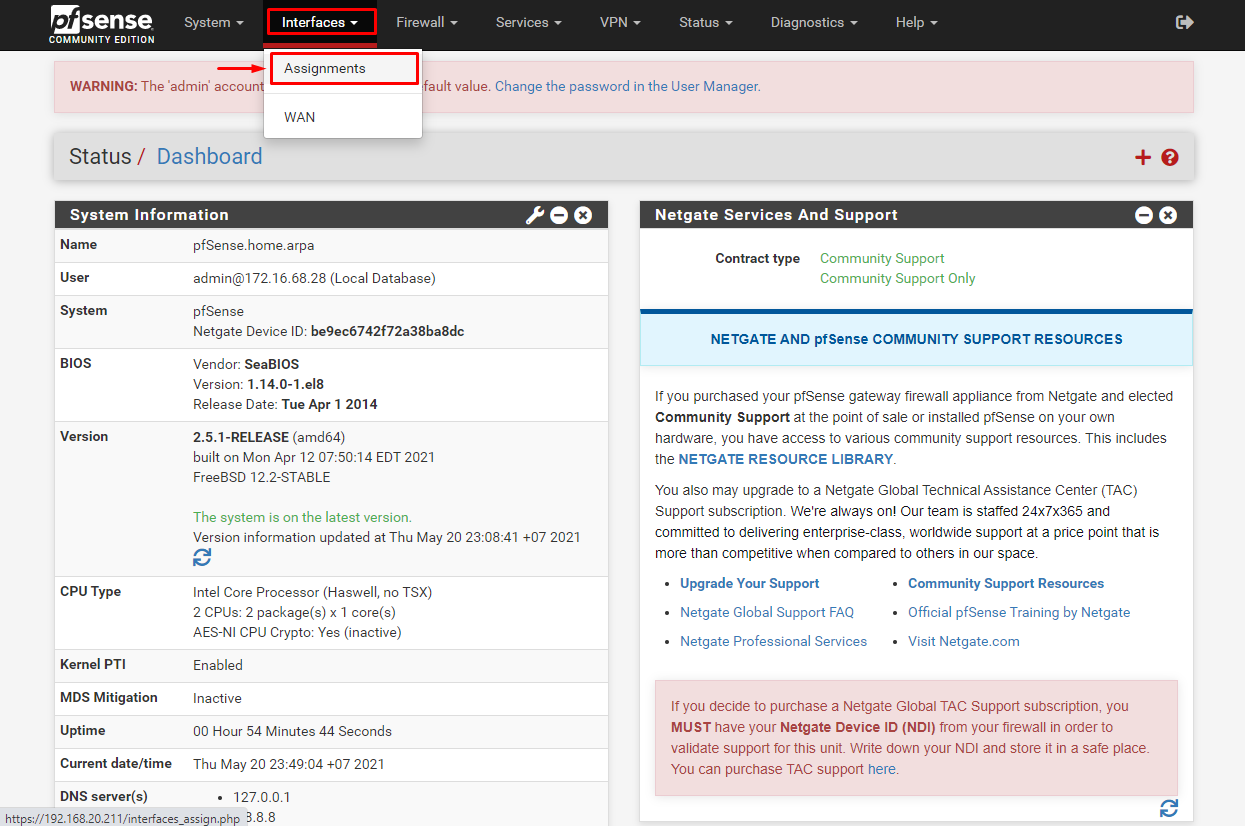 pfsense
COMMUNITY EDITION
System
Interfaces
Firewall
Services
VPN
Status
Diagnostics
Help
Assignments
WAN
WARNING: The 'admin' account
fault value. Change the password in the User Manager.
Status / Dashboard
System Information
Name pfSense.home.arpa
User admin@172.16.68.28 (Local Database)
System pfSense
Netgate Device ID: be9ec6742f72a38ba8dc
BIOS Vendor: SeaBIOS
Version: 1.14.0-1.el8
Release Date: Tue Apr 1 2014
Version 2.5.1-RELEASE (amd64)
built on Mon Apr 12 07:50:14 EDT 2021
FreeBSD 12.2-STABLE
The system is on the latest version.
Version information updated at Thu May 20 23:08:41 +07 2021
CPU Type Intel Core Processor (Haswell, no TSX)
2 CPUs: 2 package(s) x 1 core(s)
AES-NI CPU Crypto: Yes (inactive)
Kernel PTI Enabled
MDS Mitigation Inactive
Uptime 00 Hour 54 Minutes 44 Seconds
Current date/time Thu May 20 23:49:04 +07 2021
DNS server(s) • 127.0.0.1
8.8.8
https://192.168.20.211/interfaces_assign.php
Netgate Services And Support
Contract type Community Support
Community Support Only
NETGATE AND pfSense COMMUNITY SUPPORT RESOURCES
If you purchased your pfSense gateway firewall appliance from Netgate and elected
Community Support at the point of sale or installed pfSense on your own
hardware, you have access to various community support resources. This includes
the NETGATE RESOURCE LIBRARY.
You also may upgrade to a Netgate Global Technical Assistance Center (TAC)
Support subscription. We're always on! Our team is staffed 24x7x365 and
committed to delivering enterprise-class, worldwide support at a price point that is
more than competitive when compared to others in our space.
• Upgrade Your Support
• Community Support Resources
• Netgate Global Support FAQ
• Official pfSense Training by Netgate
• Netgate Professional Services
• Visit Netgate.com
If you decide to purchase a Netgate Global TAC Support subscription, you
MUST have your Netgate Device ID (NDI) from your firewall in order to
validate support for this unit. Write down your NDI and store it in a safe place.
You can purchase TAC support here.